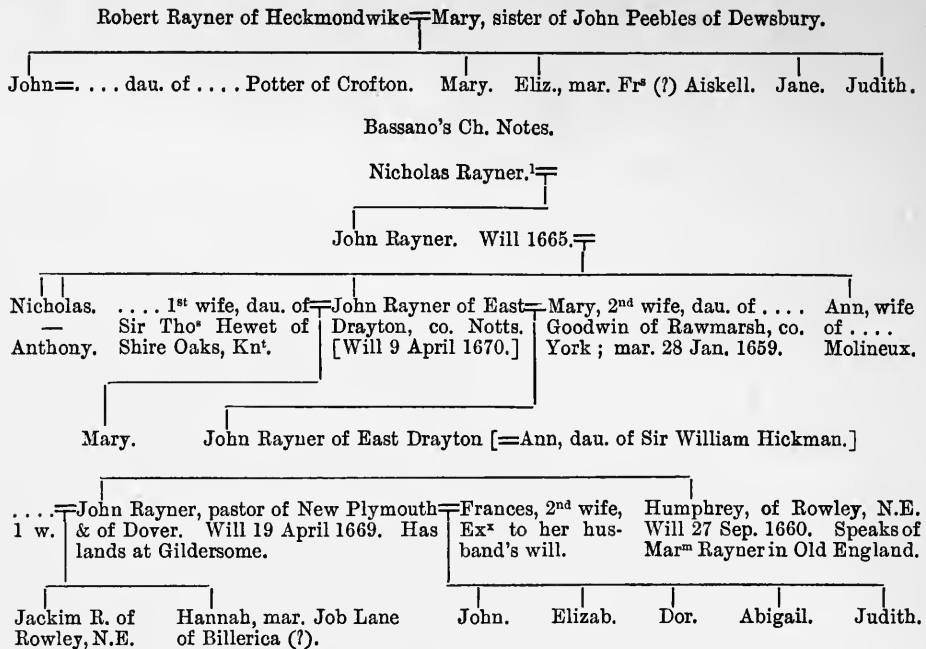 Robert Rayner of Heckmondwike=Mary, sister of John Peebles of Dewsbury.
John=. . . . dau. of . . . . Potter of Crofton. Mary. Eliz., mar. Frˢ (?) Aiskell. Jane. Judith.
Bassano's Ch. Notes.
Nicholas Rayner.¹=
John Rayner. Will 1665.=
Nicholas. . . . . 1ˢᵗ wife, dau. of=John Rayner of East=Mary, 2ⁿᵈ wife, dau. of . . . . Ann, wife
— Sir Thoˢ Hewet of Drayton, co. Notts. Goodwin of Rawmarsh, co. of . . . .
Anthony. Shire Oaks, Knᵗ. [Will 9 April 1670.] York ; mar. 28 Jan. 1659. Molineux.
Mary. John Rayner of East Drayton [=Ann, dau. of Sir William Hickman.]
. . . .=John Rayner, pastor of New Plymouth=Frances, 2ⁿᵈ wife, Humphrey, of Rowley, N.E.
1 w. & of Dover. Will 19 April 1669. Has Exˣ to her hus- Will 27 Sep. 1660. Speaks of
lands at Gildersome. band's will. Marᵐ Rayner in Old England.
Jackim R. of Hannah, mar. Job Lane John. Elizab. Dor. Abigail. Judith.
Rowley, N.E. of Billerica (?).